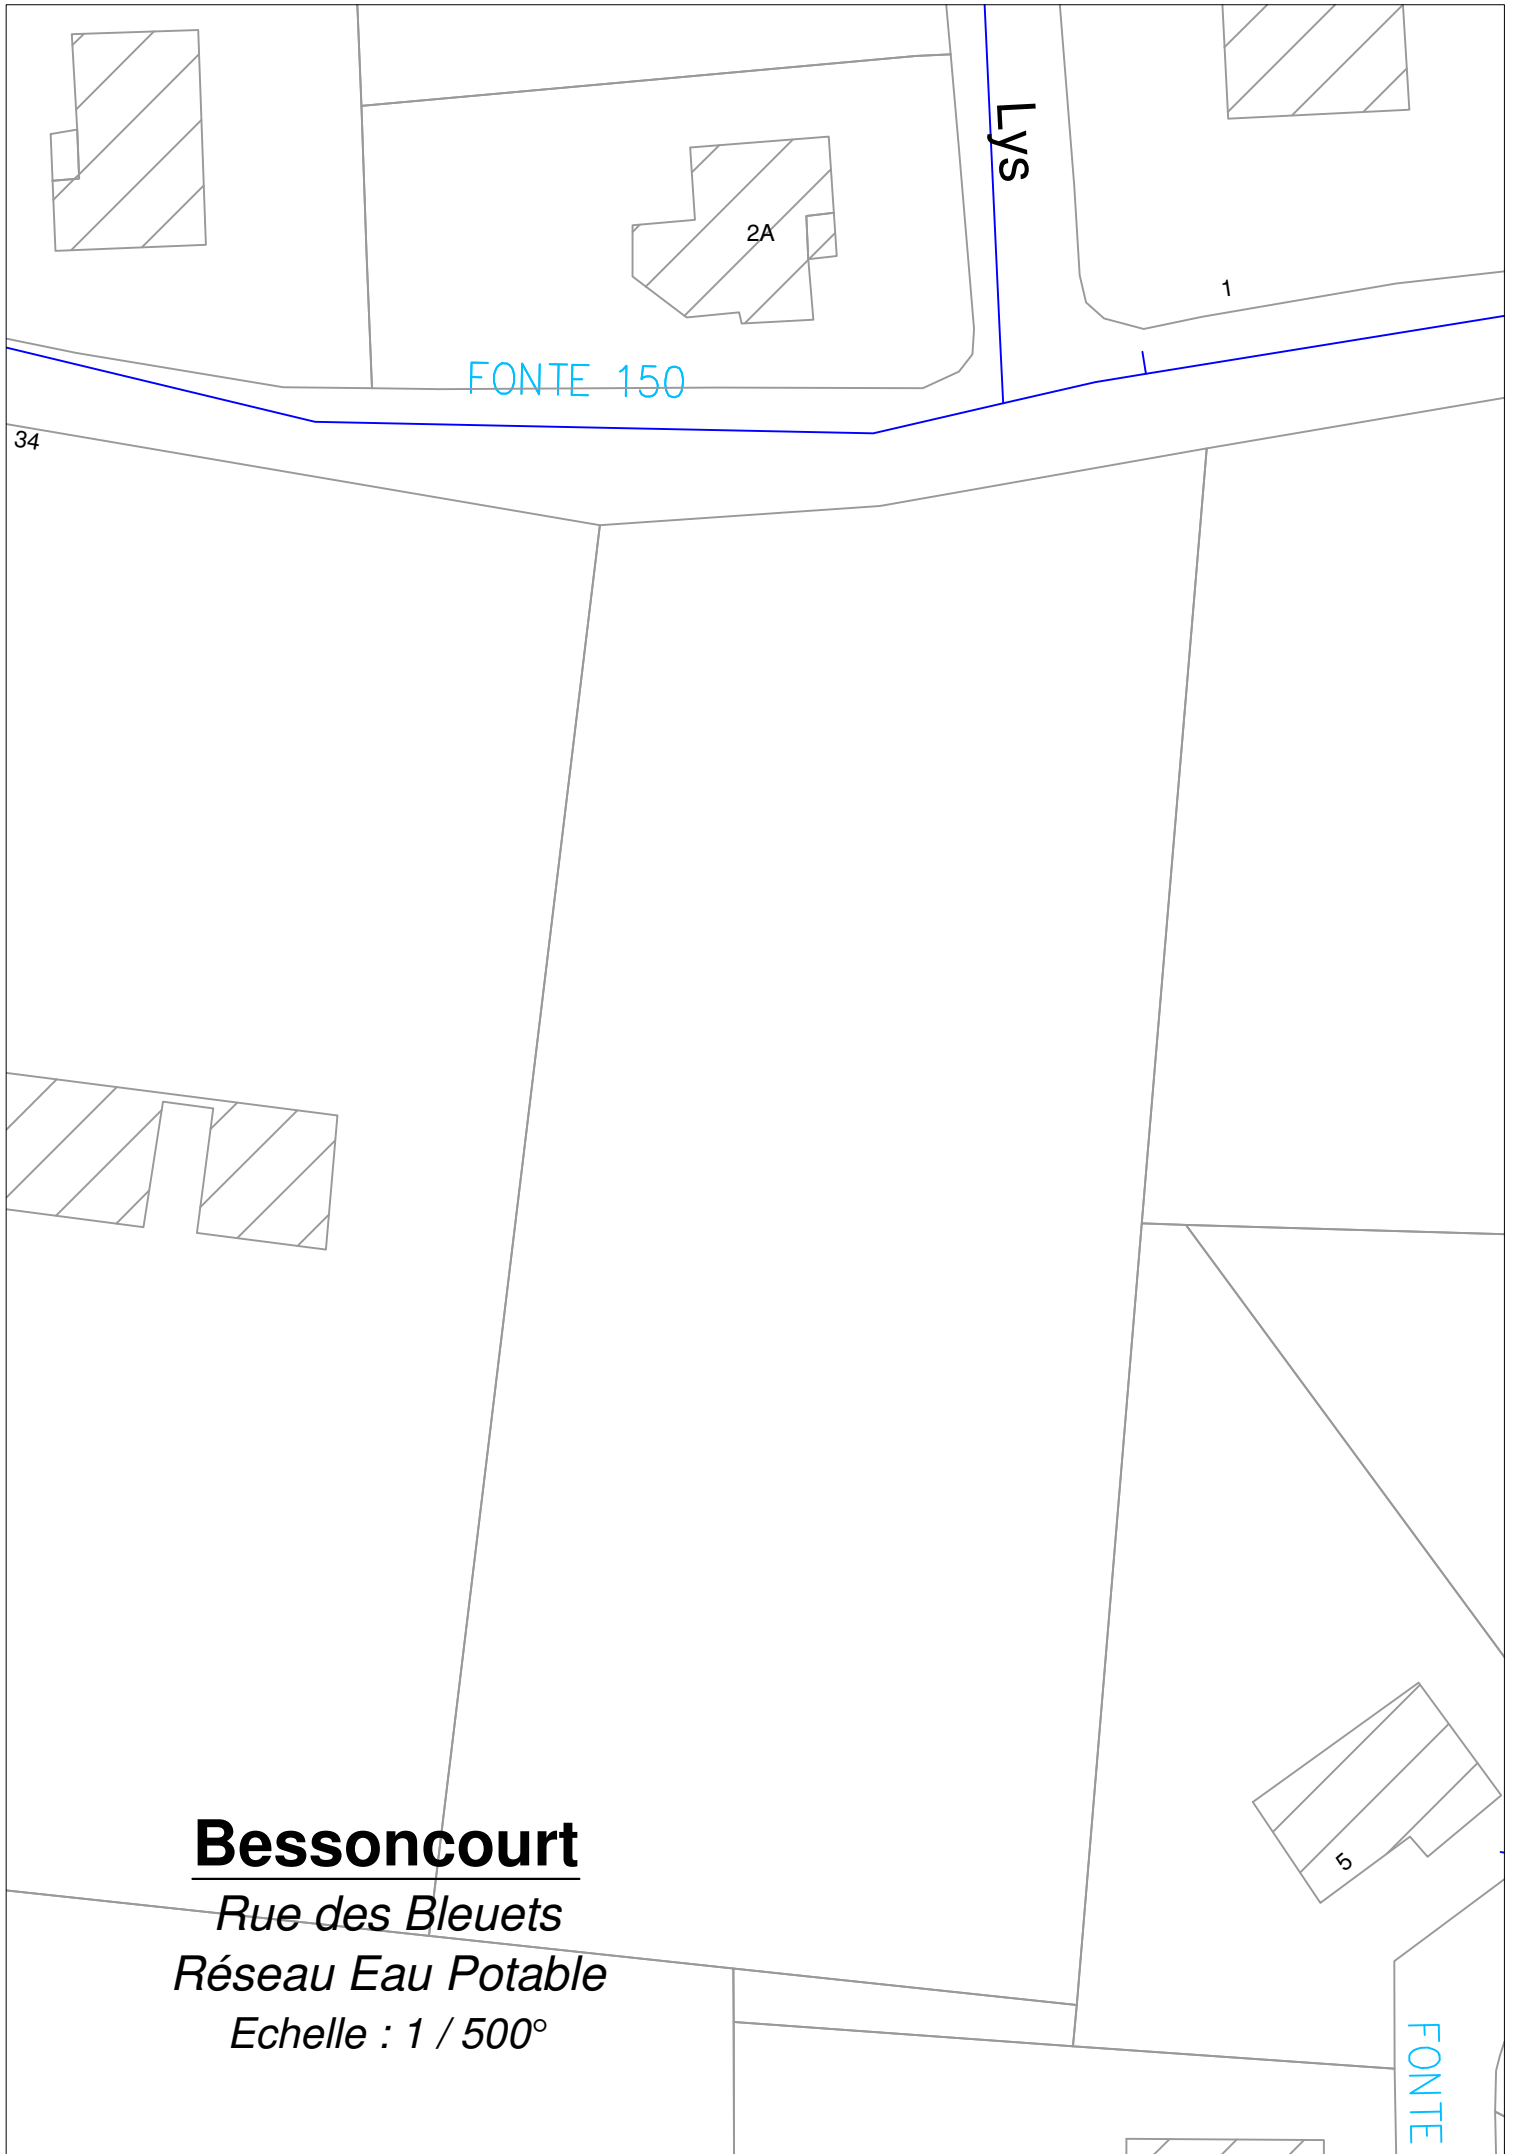 Lys
2A
1
FONTE 150
34
5
Bessoncourt
Rue des Bleuets
Réseau Eau Potable
Echelle : 1 / 500°
FONTE